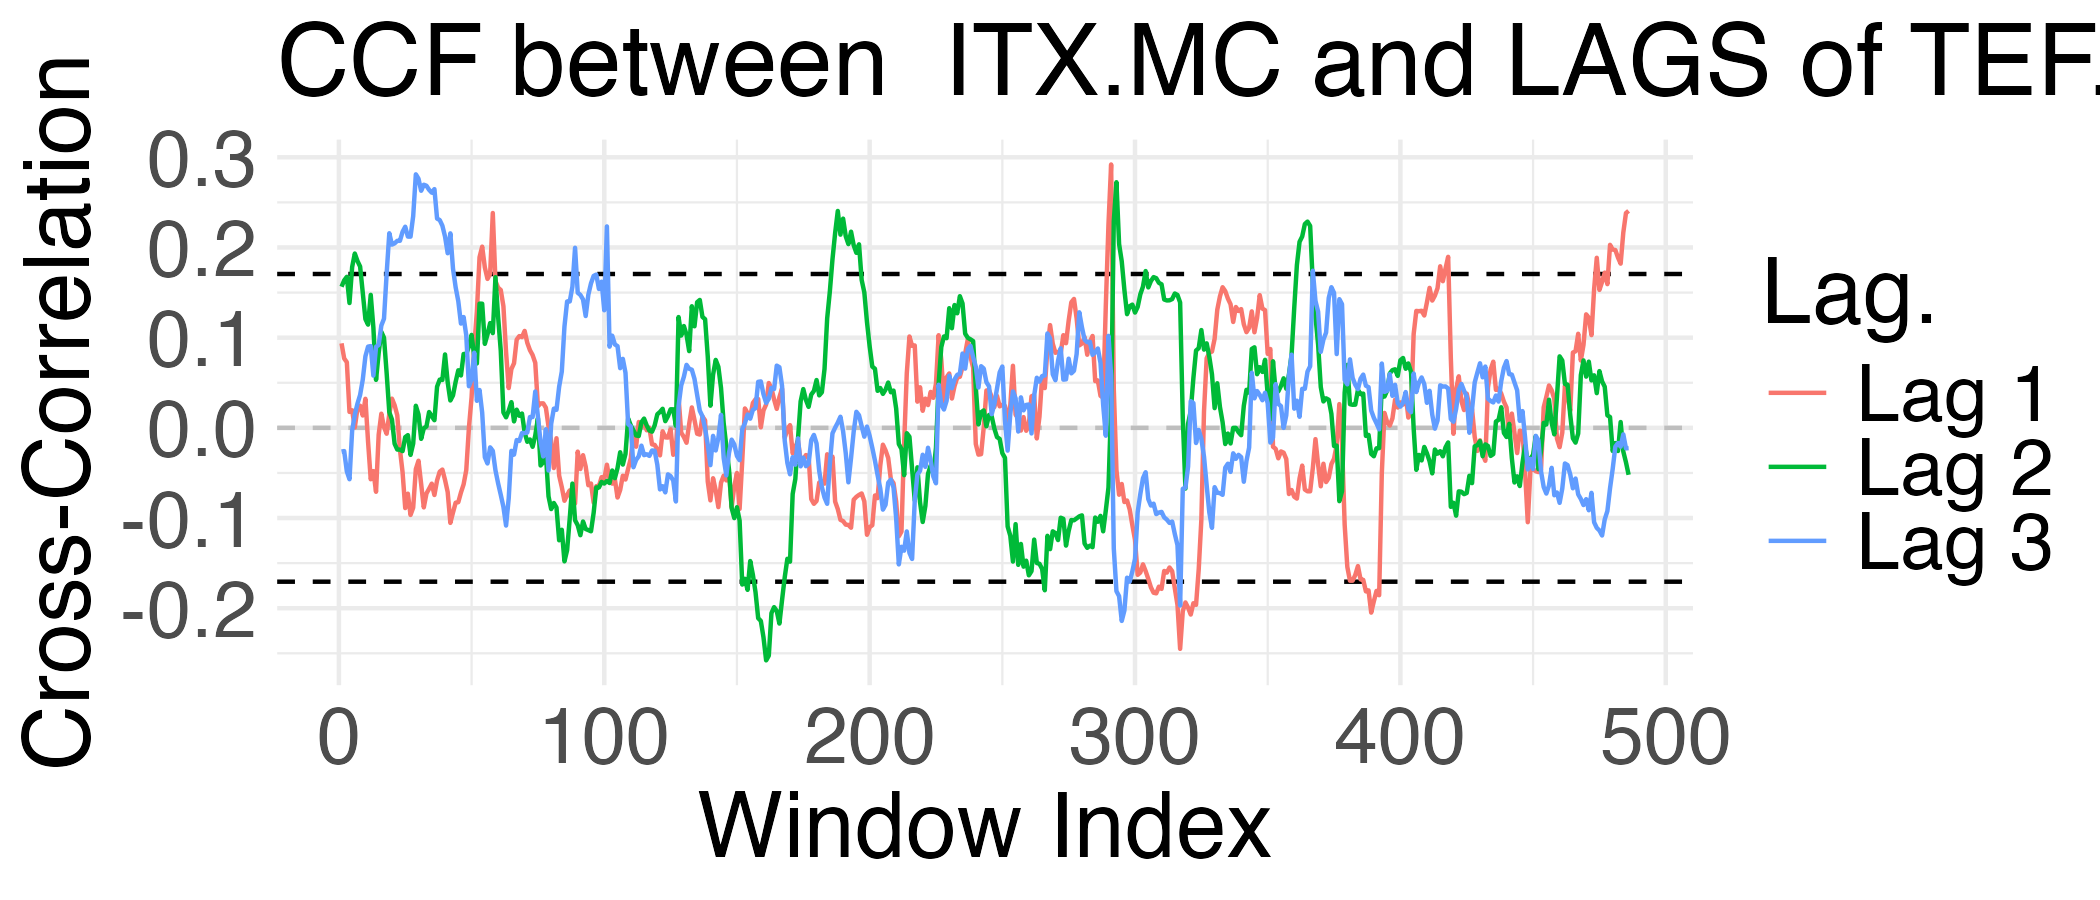 CCF between ITX.MC and LAGS of TEF.
Cross-Correlation
0.3
0.2
0.1
0.0
-0.1
-0.2
0 100 200 300 400 500
Window Index
Lag.
Lag 1
Lag 2
Lag 3